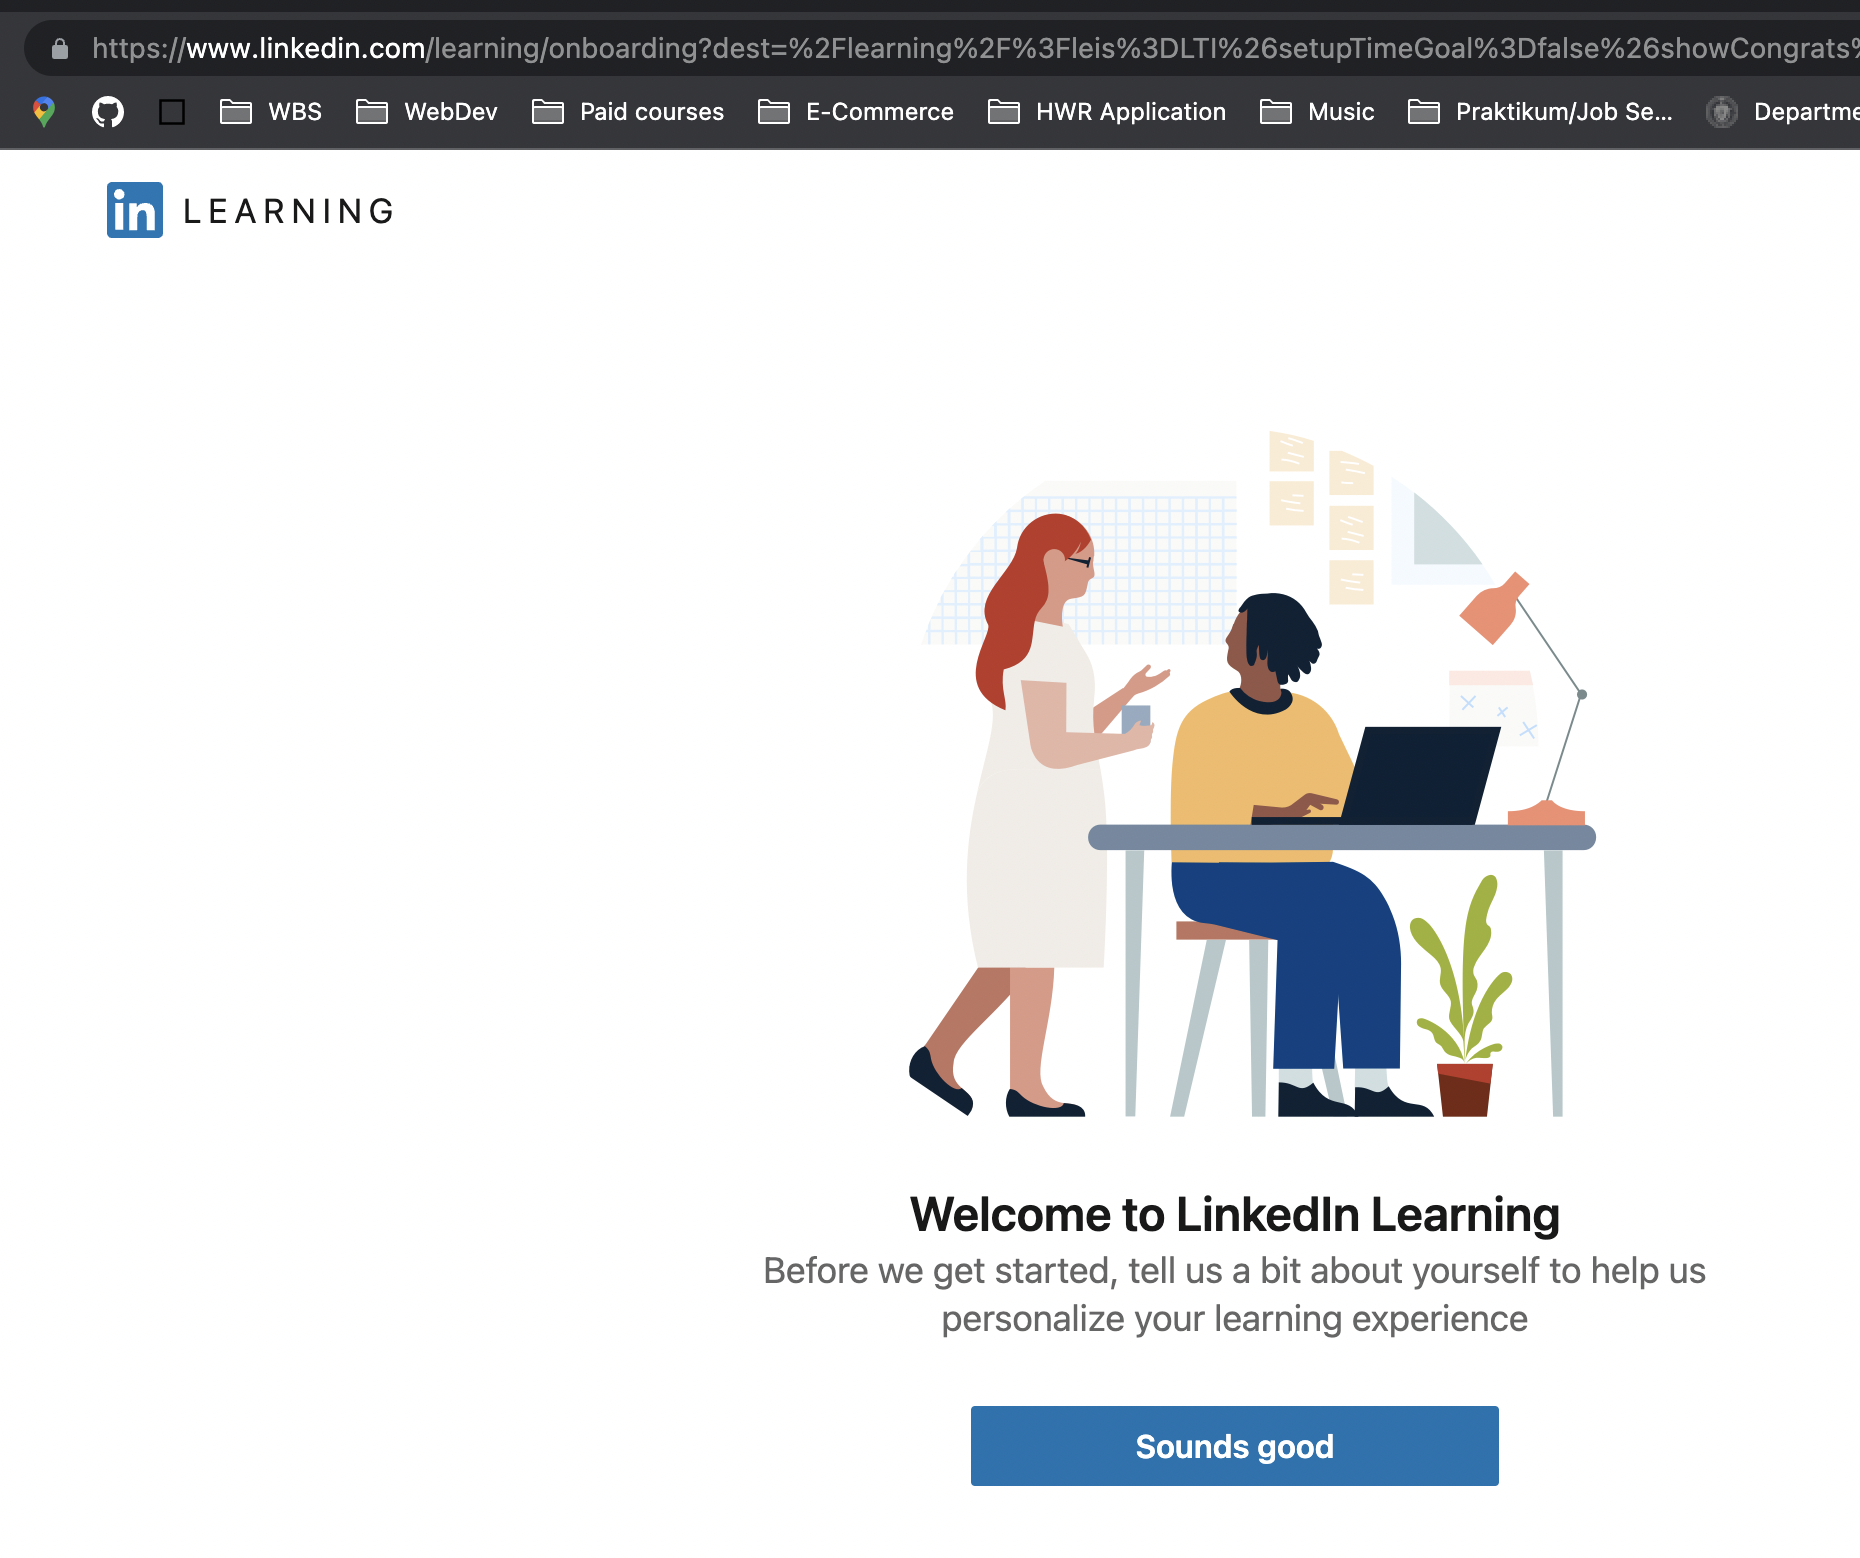 https://www.linkedin.com/learning/onboarding?dest=%2Flearning%2F%3Fleis%3DLTI%26setupTimeGoal%3Dfalse%26showCongrats%
WBS WebDev Paid courses E-Commerce HWR Application Music Praktikum/Job Se... Departme
in LEARNING
Welcome to LinkedIn Learning
Before we get started, tell us a bit about yourself to help us
personalize your learning experience
Sounds good